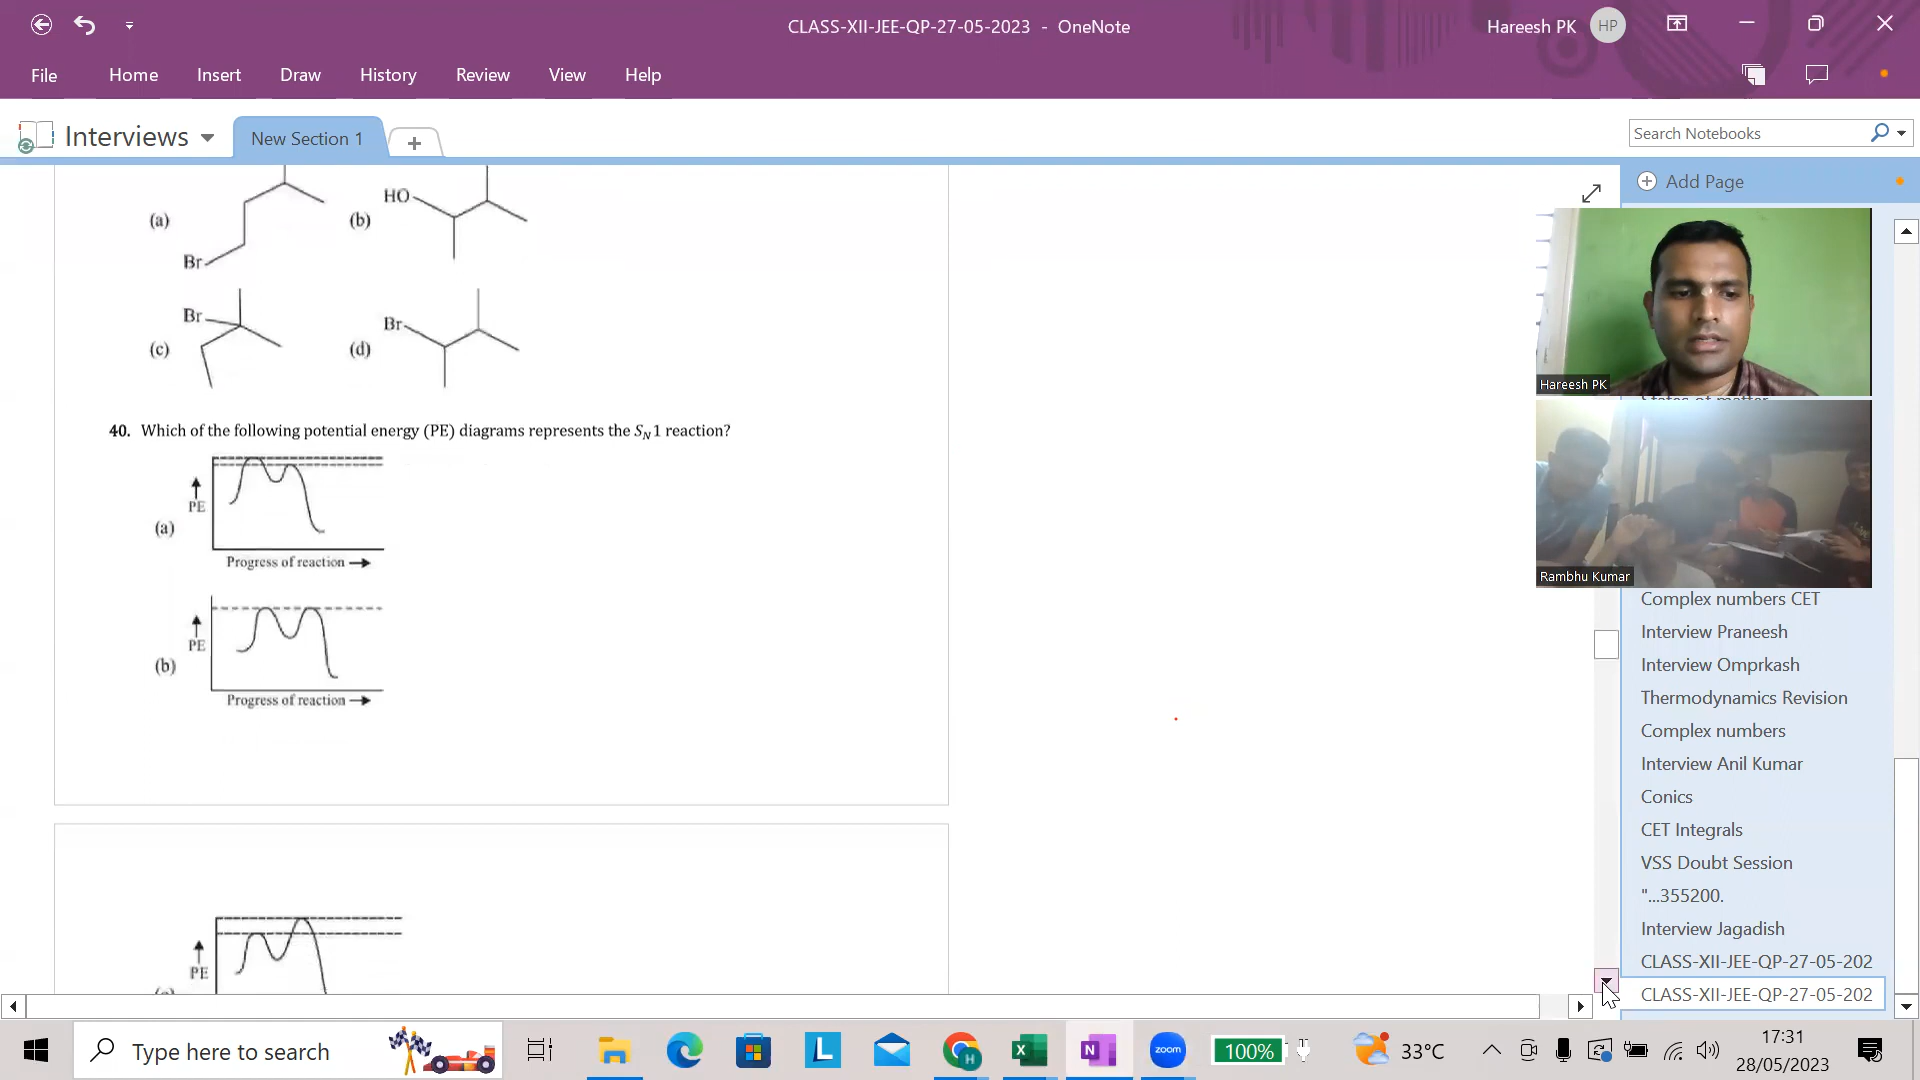 CLASS-XII-JEE-QP-27-05-2023 - OneNote
Hareesh PK HP
File Home Insert Draw History Review View Help
Interviews New Section 1 +
Search Notebooks
Add Page
(a) Br
(b) HO
(c) Br
(d) Br
40. Which of the following potential energy (PE) diagrams represents the SN1 reaction?
PE
(a)
Progress of reaction
PE
(b)
Progress of reaction
PE
Hareesh PK
Rambhu Kumar
Complex numbers CET
Interview Praneesh
Interview Omprkash
Thermodynamics Revision
Complex numbers
Interview Anil Kumar
Conics
CET Integrals
VSS Doubt Session
"...355200.
Interview Jagadish
CLASS-XII-JEE-QP-27-05-202
CLASS-XII-JEE-QP-27-05-202
Type here to search
L
H
X
N
zoom
100%
33°C
17:31
28/05/2023